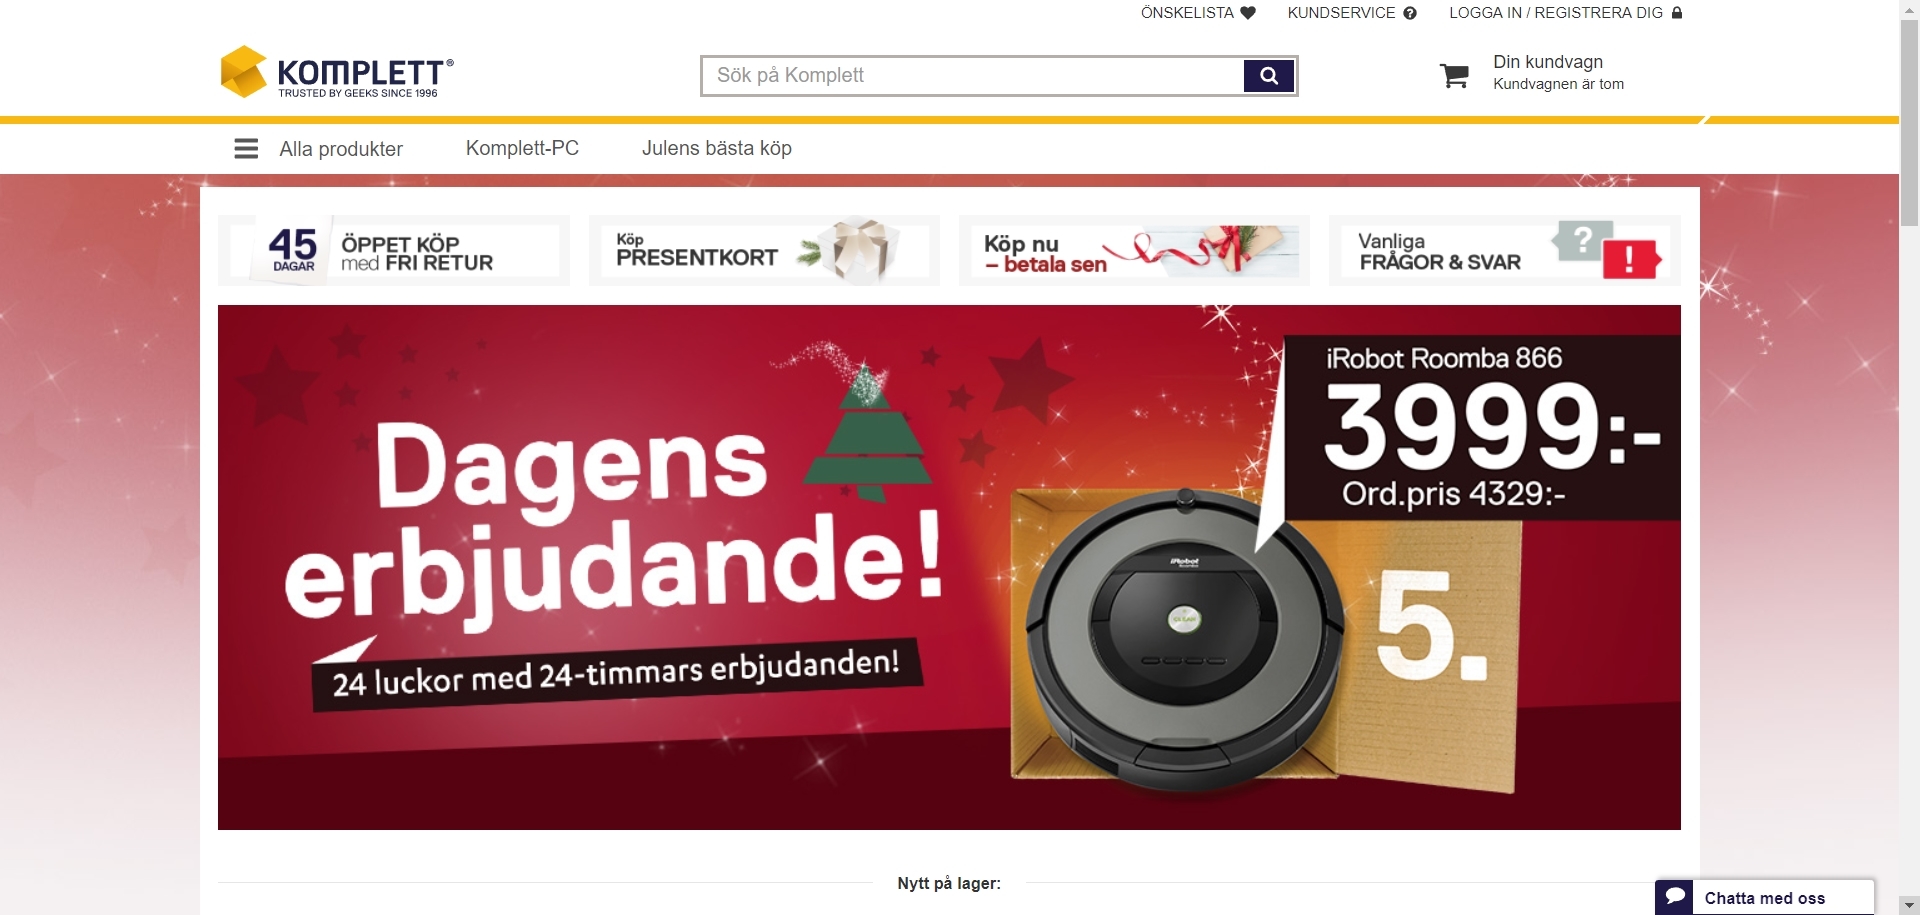 ÖNSKELISTA
KUNDSERVICE
LOGGA IN / REGISTRERA DIG
KOMPLETT®
TRUSTED BY GEEKS SINCE 1996
Sök på Komplett
Din kundvagn
Kundvagnen är tom
Alla produkter
Komplett-PC
Julens bästa köp
45
DAGAR
ÖPPET KÖP
med FRI RETUR
Köp
PRESENTKORT
Köp nu
– betala sen
Vanliga
FRÅGOR & SVAR
?
!
Dagens
erbjudande!
24 luckor med 24-timmars erbjudanden!
iRobot Roomba 866
3999:-
Ord.pris 4329:-
iRobot
Roomba
CLEAN
5.
Nytt på lager:
Chatta med oss